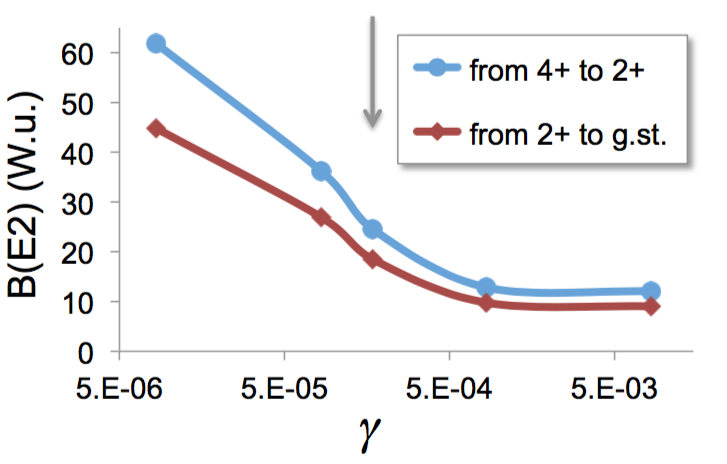 60
50
40
30
20
10
0
B(E2) (W.u.)
from 4+ to 2+
from 2+ to g.st.
5.E-06 5.E-05 5.E-04 5.E-03
γ